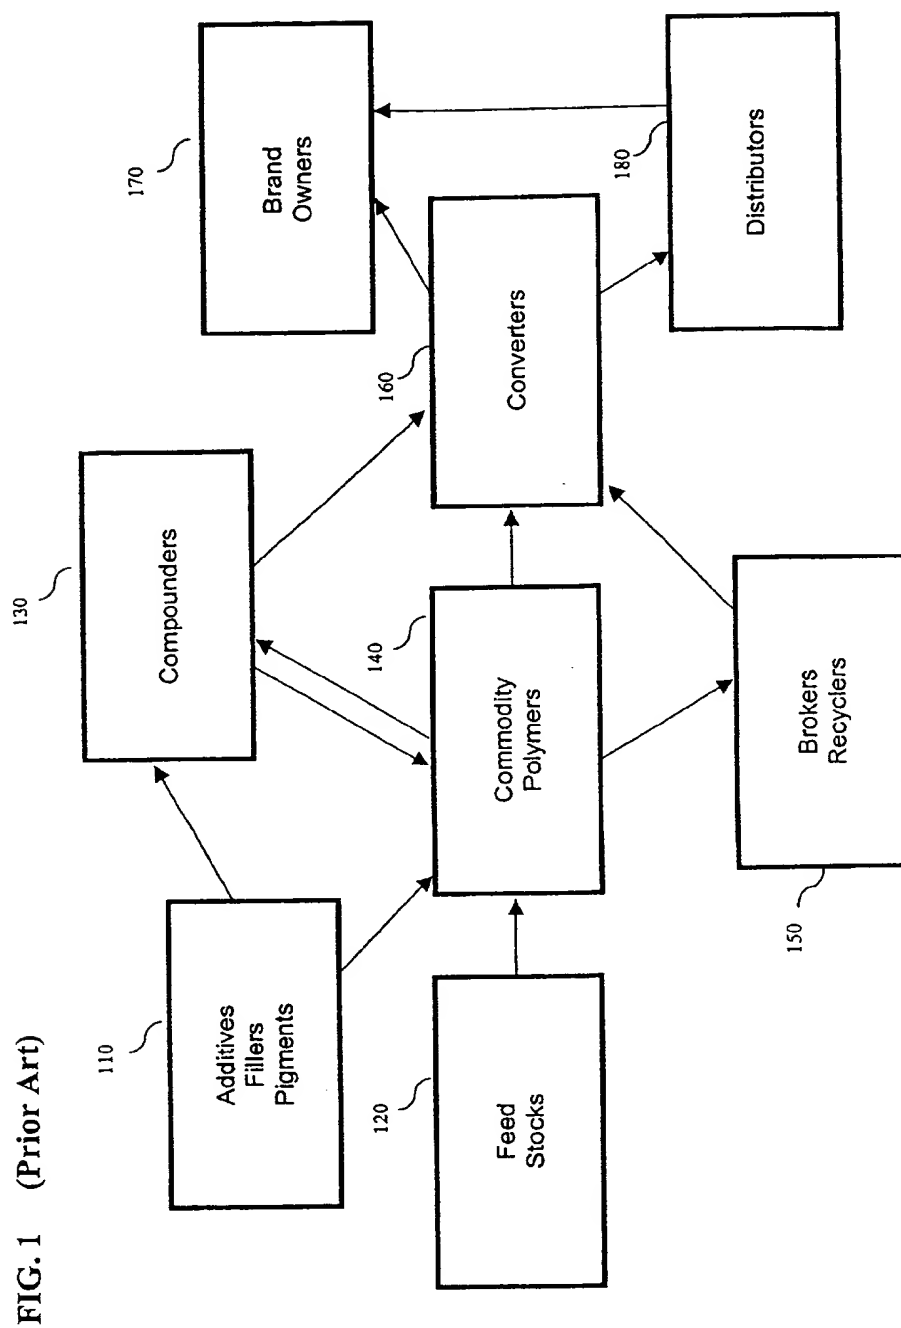 FIG. 1 (Prior Art)
110
Additives
Fillers
Pigments
120
Feed
Stocks
130
Compounders
140
Commodity
Polymers
150
Brokers
Recyclers
160
Converters
170
Brand
Owners
180
Distributors